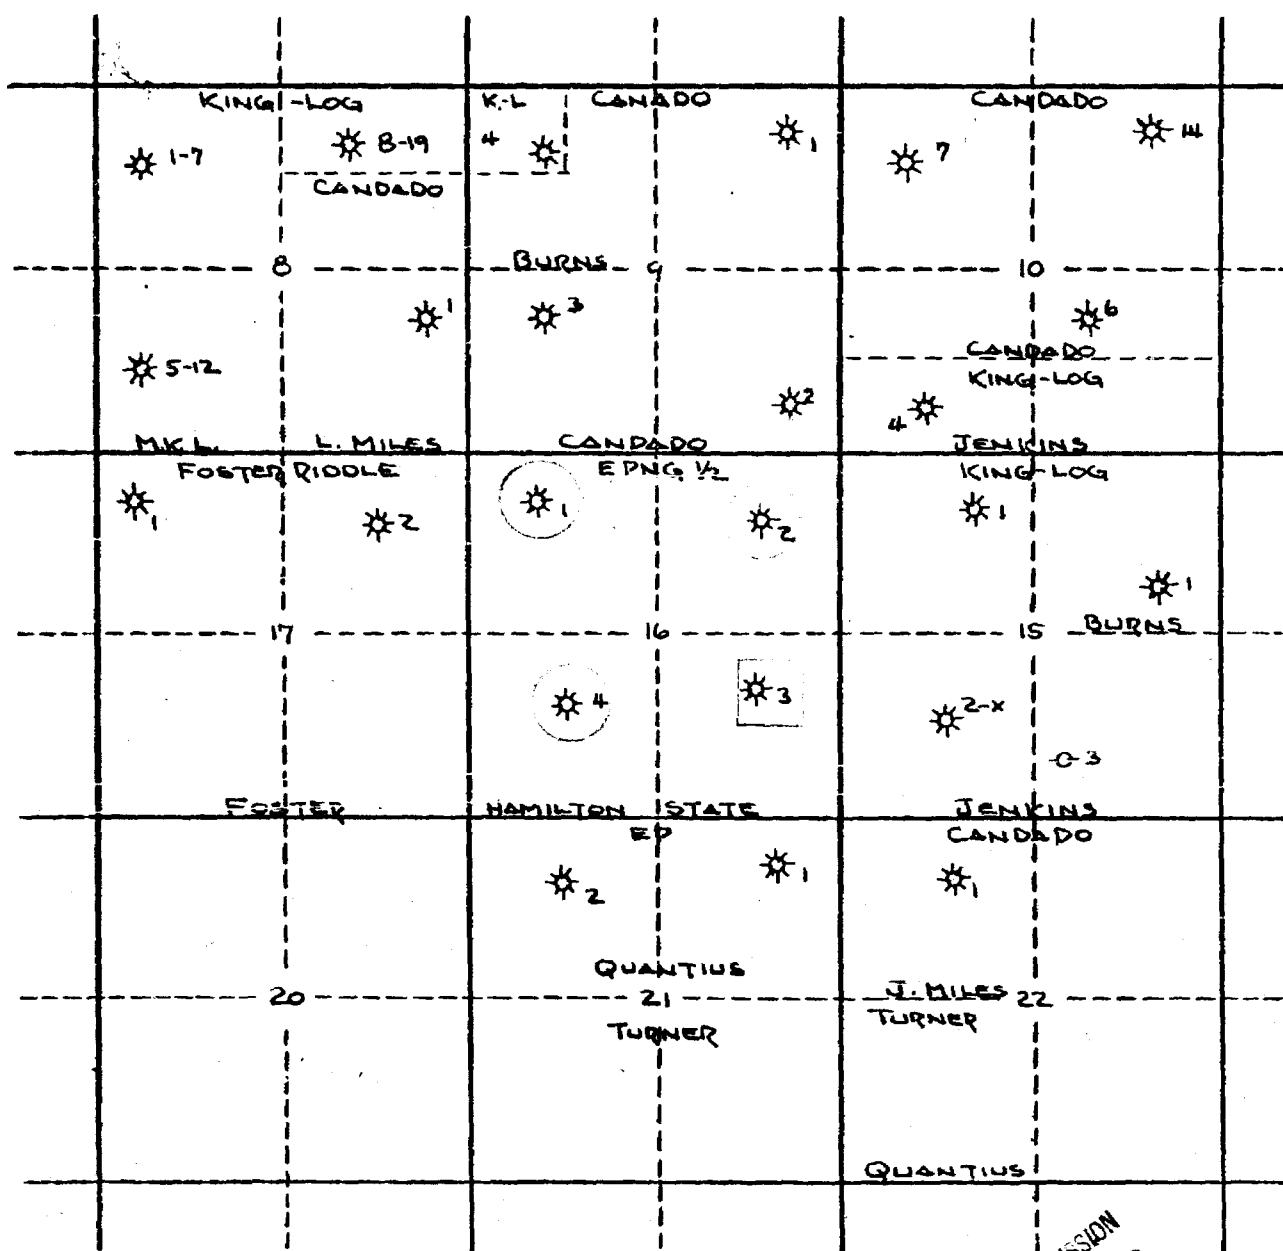 KING-LOG K-L CANADO CANDADO
1-7 8-19 4 1 7 14
CANDADO
8 BURNS 9 10
1 3 6
5-12 CANDADO
KING-LOG
2 4
M.K.L. L. MILES CANDADO JENKINS
FOSTER RIDDLE EPNG ½ KING-LOG
1 2 1 2 1
1
17 16 15 BURNS
4 3 2-X
3
FOSTER HAMILTON STATE JENKINS
EP CANDADO
2 1 1
QUANTIUS
20 21 J. MILES 22
TURNER TURNER
QUANTIUS